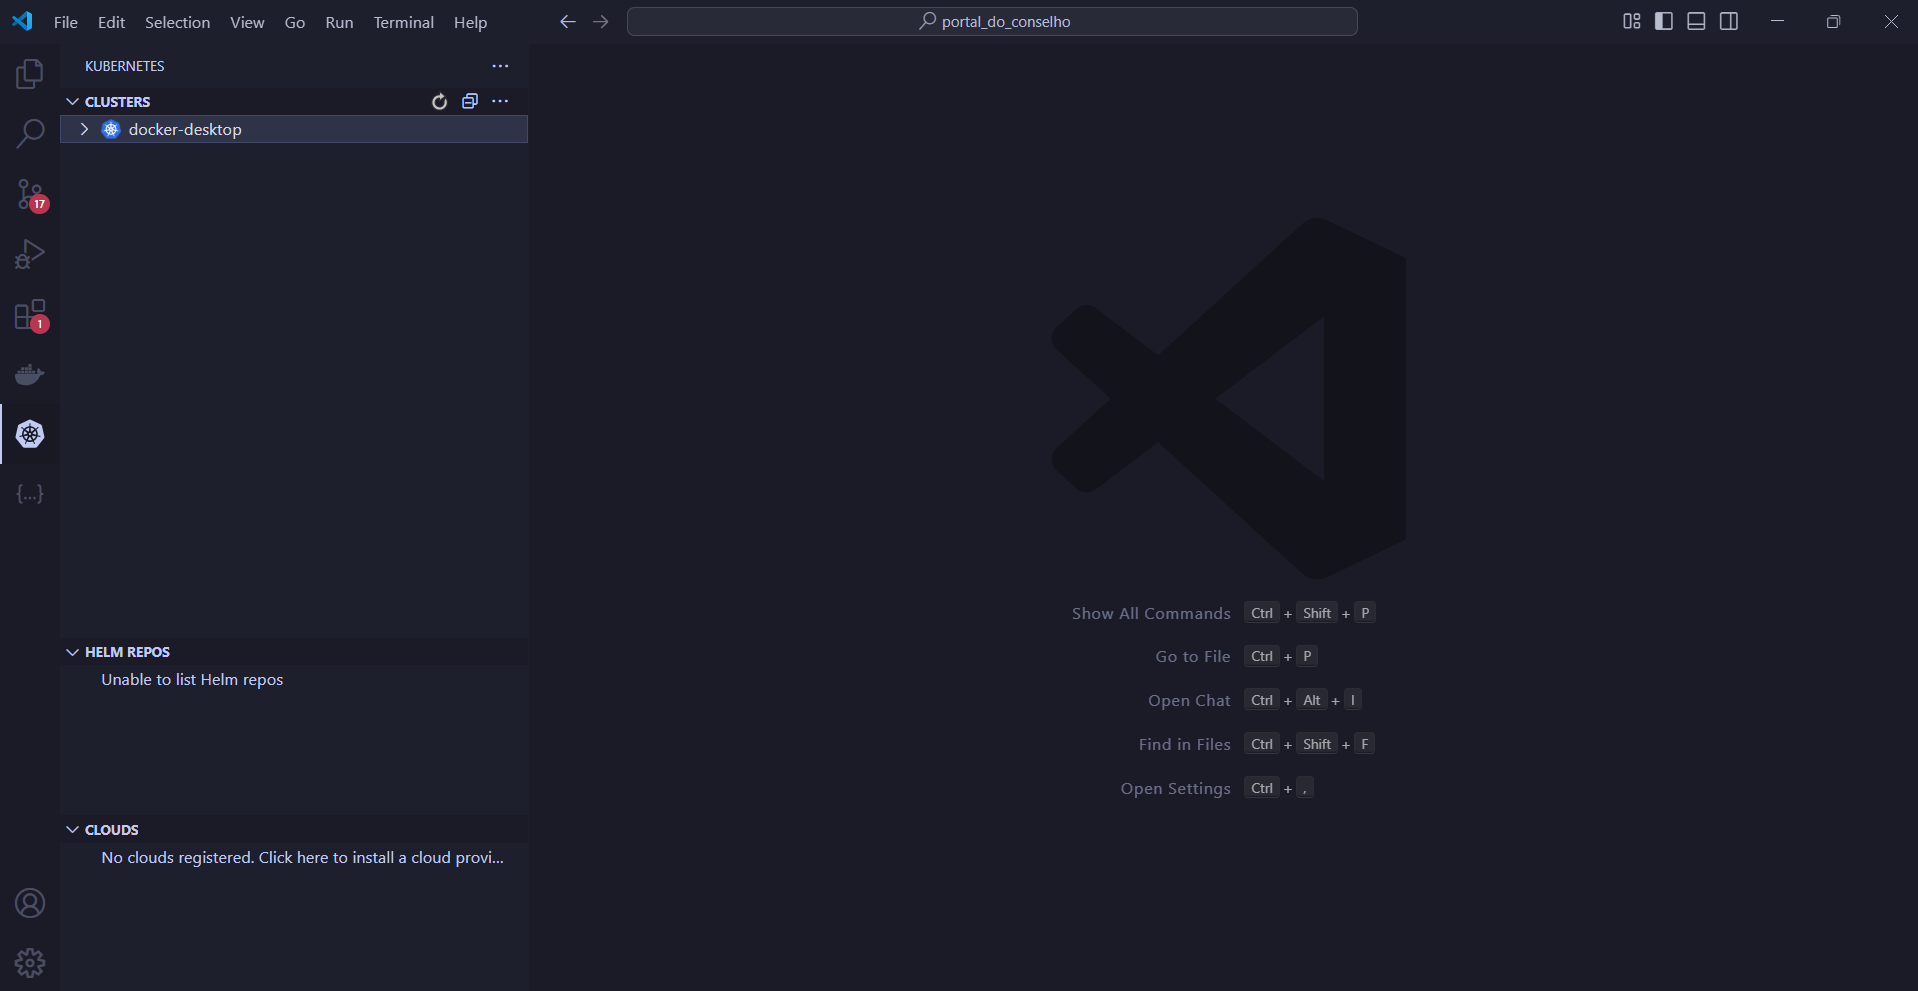 File Edit Selection View Go Run Terminal Help
portal_do_conselho
KUBERNETES
CLUSTERS
docker-desktop
17
1
{...}
HELM REPOS
Unable to list Helm repos
CLOUDS
No clouds registered. Click here to install a cloud provi...
Show All Commands Ctrl + Shift + P
Go to File Ctrl + P
Open Chat Ctrl + Alt + I
Find in Files Ctrl + Shift + F
Open Settings Ctrl + ,